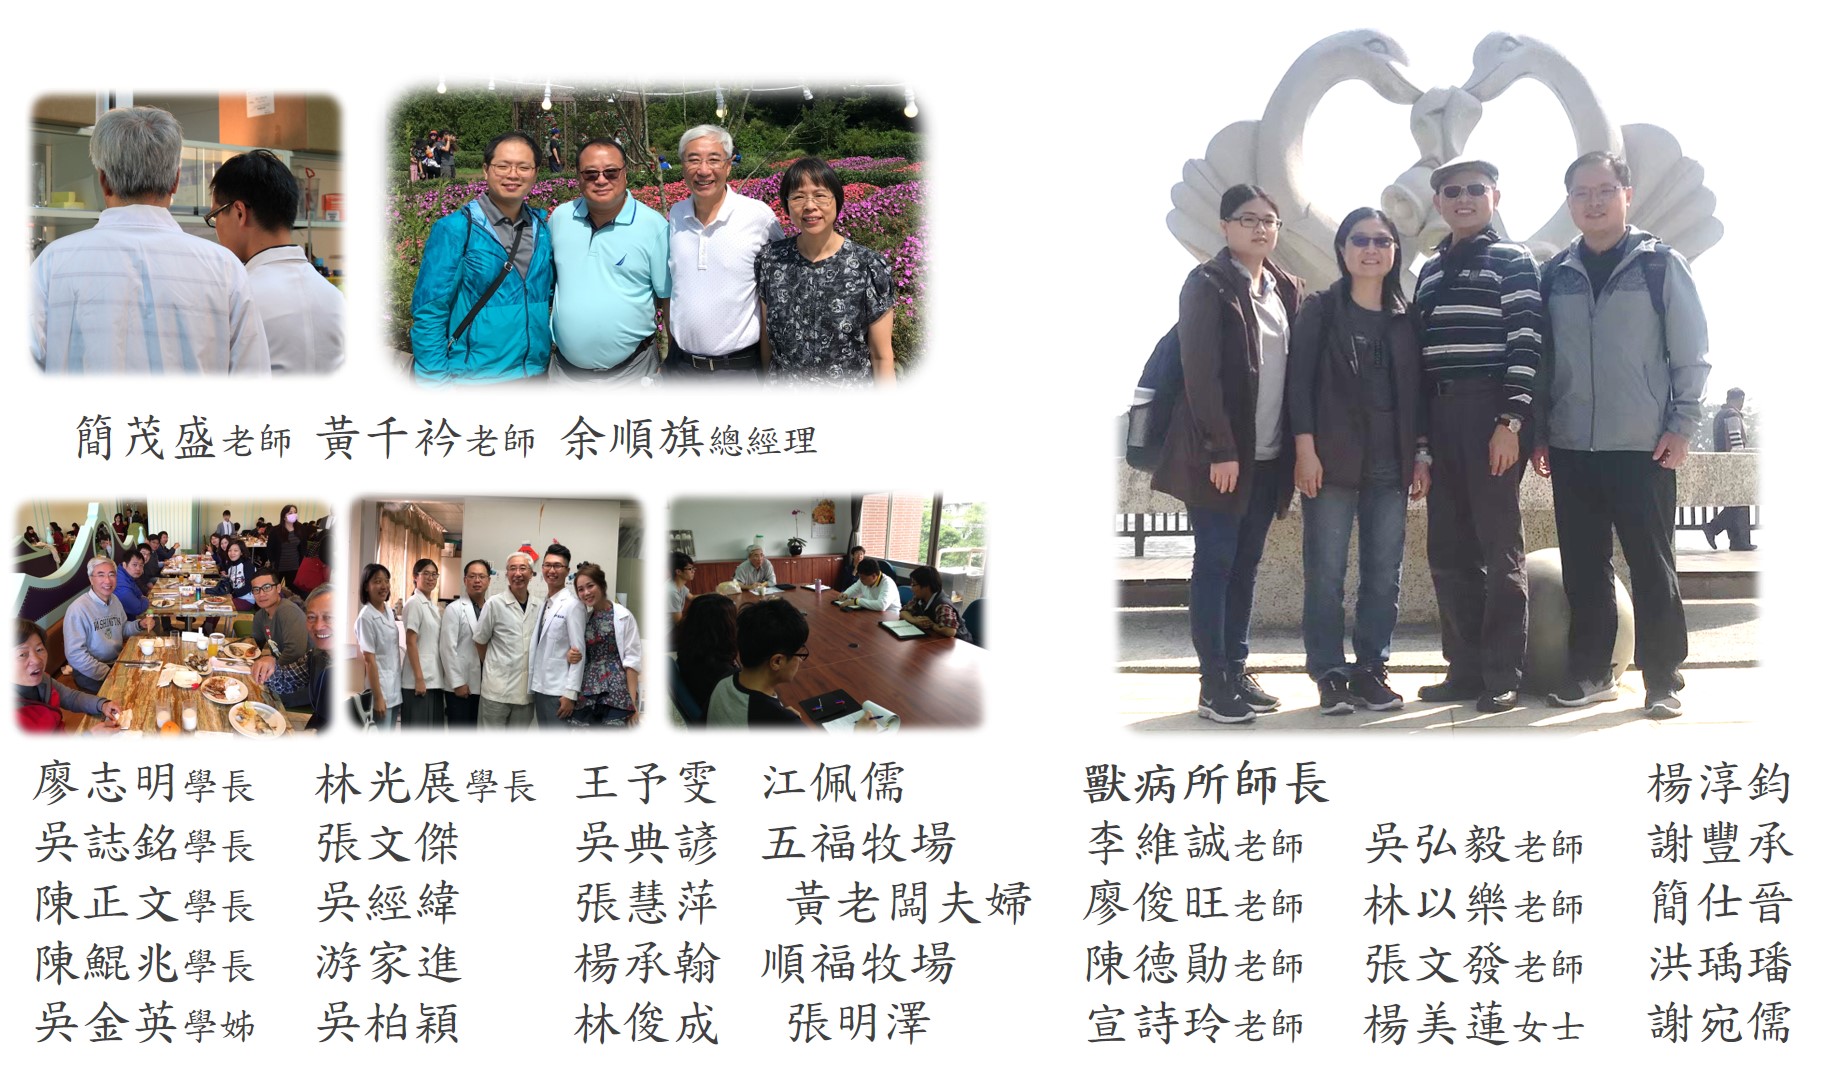 簡茂盛老師 黃千衿老師 余順旗總經理
廖志明學長 林光展學長 王予雯 江佩儒
吳誌銘學長 張文傑 吳典諺 五福牧場
陳正文學長 吳經緯 張慧萍 黃老闆夫婦
陳鯤兆學長 游家進 楊承翰 順福牧場
吳金英學姊 吳柏穎 林俊成 張明澤
獸病所師長 楊淳鈞
李維誠老師 吳弘毅老師 謝豐承
廖俊旺老師 林以樂老師 簡仕晉
陳德勛老師 張文發老師 洪瑀璠
宣詩玲老師 楊美蓮女士 謝宛儒